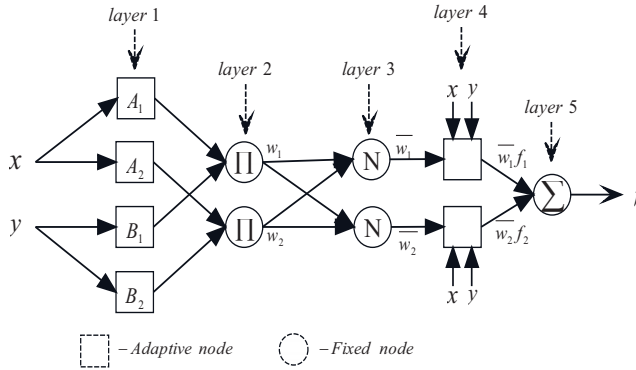 layer 1
layer 2
layer 3
layer 4
layer 5
x
y
A1
A2
B1
B2
∏
∏
w1
w2
N
N
w̅1
w̅2
x y
x y
w̅1f1
w̅2f2
∑
– Adaptive node
– Fixed node